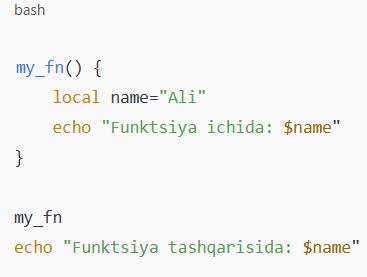 bash
my_fn() {
    local name="Ali"
    echo "Funktsiya ichida: $name"
}
my_fn
echo "Funktsiya tashqarisida: $name"